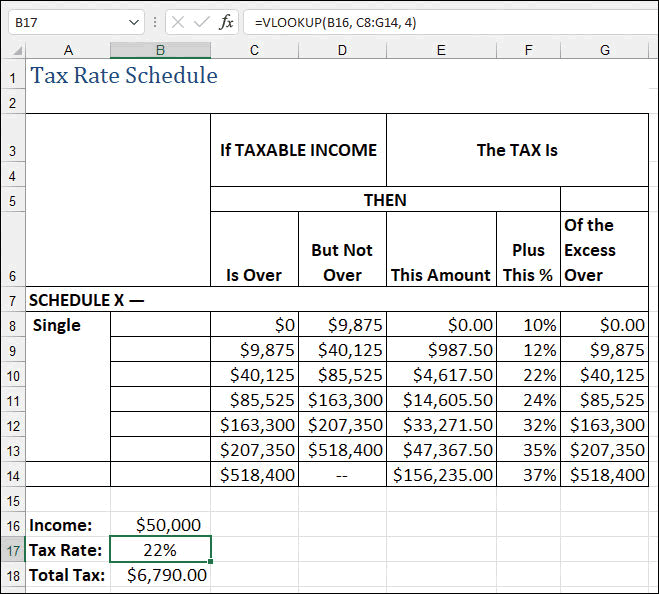 B17 fx =VLOOKUP(B16, C8:G14, 4)
A B C D E F G
1 Tax Rate Schedule
2
3 If TAXABLE INCOME The TAX Is
4
5 THEN
Of the
But Not Plus Excess
6 Is Over Over This Amount This % Over
7 SCHEDULE X —
8 Single $0 $9,875 $0.00 10% $0.00
9 $9,875 $40,125 $987.50 12% $9,875
10 $40,125 $85,525 $4,617.50 22% $40,125
11 $85,525 $163,300 $14,605.50 24% $85,525
12 $163,300 $207,350 $33,271.50 32% $163,300
13 $207,350 $518,400 $47,367.50 35% $207,350
14 $518,400 -- $156,235.00 37% $518,400
15
16 Income: $50,000
17 Tax Rate: 22%
18 Total Tax: $6,790.00